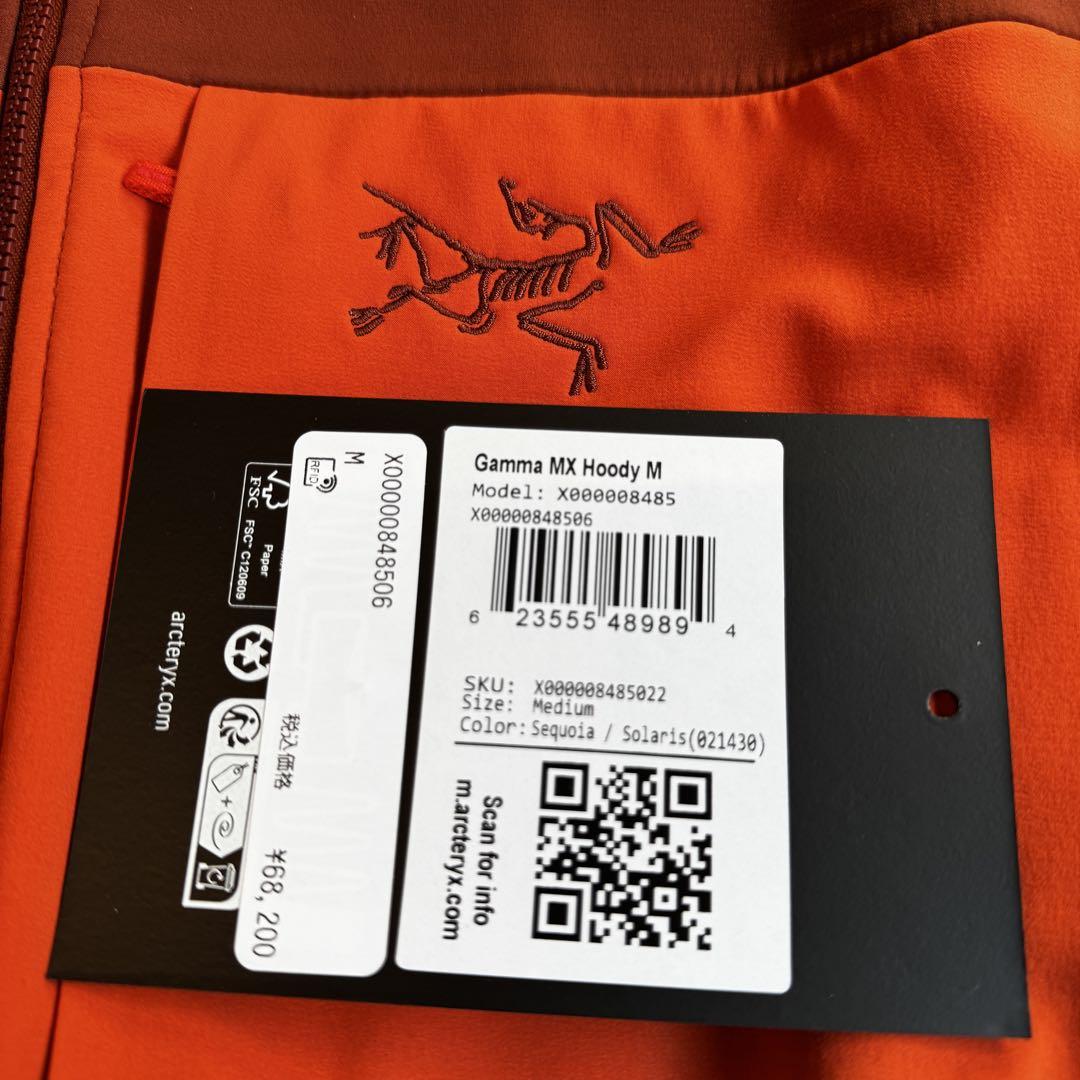 Gamma MX Hoody M
Model: X000008485
X00000848506
6 23555 48989 4
SKU: X000008485022
Size: Medium
Color: Sequoia / Solaris(021430)
Scan for info
m.arcteryx.com
X00000848506
M
RFID
税込価格 ¥68,200
FSC
FSC™ C120609
Paper
arcteryx.com